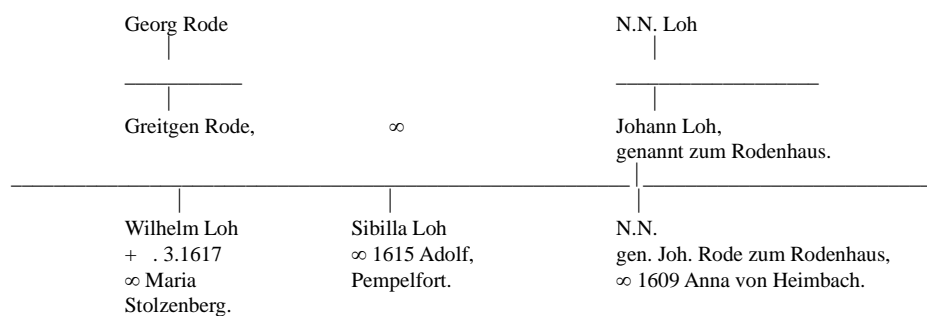 Georg Rode N.N. Loh
Greitgen Rode, ∞ Johann Loh,
genannt zum Rodenhaus.
Wilhelm Loh Sibilla Loh N.N.
+ . 3.1617 ∞ 1615 Adolf, gen. Joh. Rode zum Rodenhaus,
∞ Maria Pempelfort. ∞ 1609 Anna von Heimbach.
Stolzenberg.